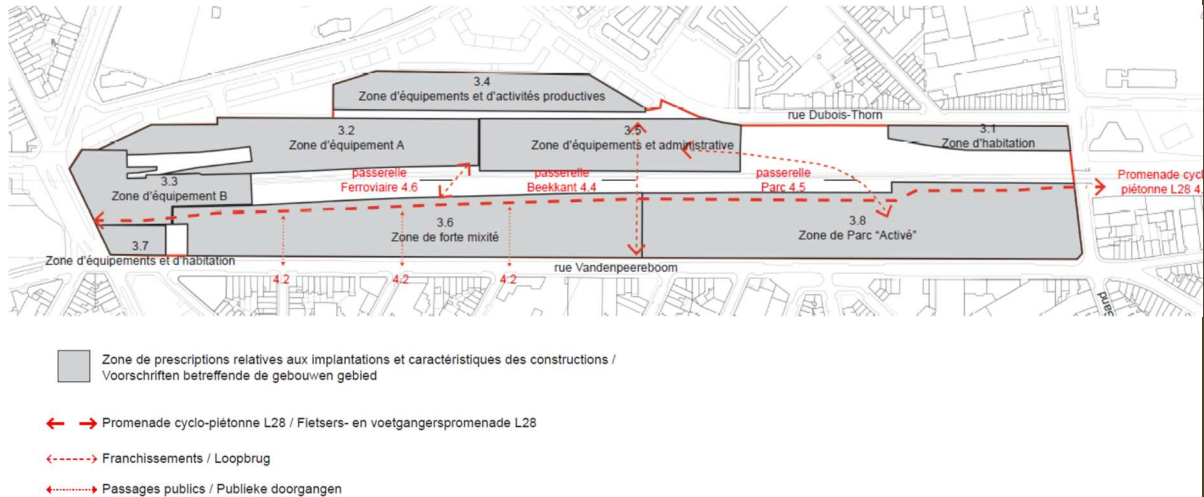 3.4
Zone d'équipements et d'activités productives
rue Dubois-Thorn
3.2
Zone d'équipement A
3.5
Zone d'équipements et administrative
3.1
Zone d'habitation
passerelle
Ferroviaire 4.6
passerelle
Beekkant 4.4
passerelle
Parc 4.5
Promenade cycl
piétonne L28 4.
3.3
Zone d'équipement B
3.6
Zone de forte mixité
3.8
Zone de Parc "Activé"
3.7
Zone d'équipements et d'habitation
4.2
4.2
4.2
rue Vandenpeereboom
Gand
Zone de prescriptions relatives aux implantations et caractéristiques des constructions /
Voorschriften betreffende de gebouwen gebied
Promenade cyclo-piétonne L28 / Fietsers- en voetgangerspromenade L28
Franchissements / Loopbrug
Passages publics / Publieke doorgangen